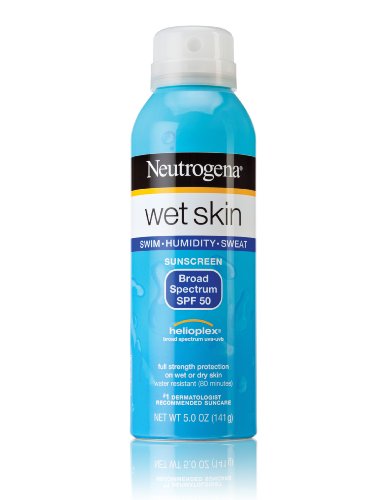 Neutrogena®
wet skin
SWIM • HUMIDITY • SWEAT
SUNSCREEN
Broad
Spectrum
SPF 50
helioplex®
broad spectrum uva•uvb
full strength protection
on wet or dry skin
water resistant (80 minutes)
#1 DERMATOLOGIST
RECOMMENDED SUNCARE
NET WT 5.0 OZ (141g)